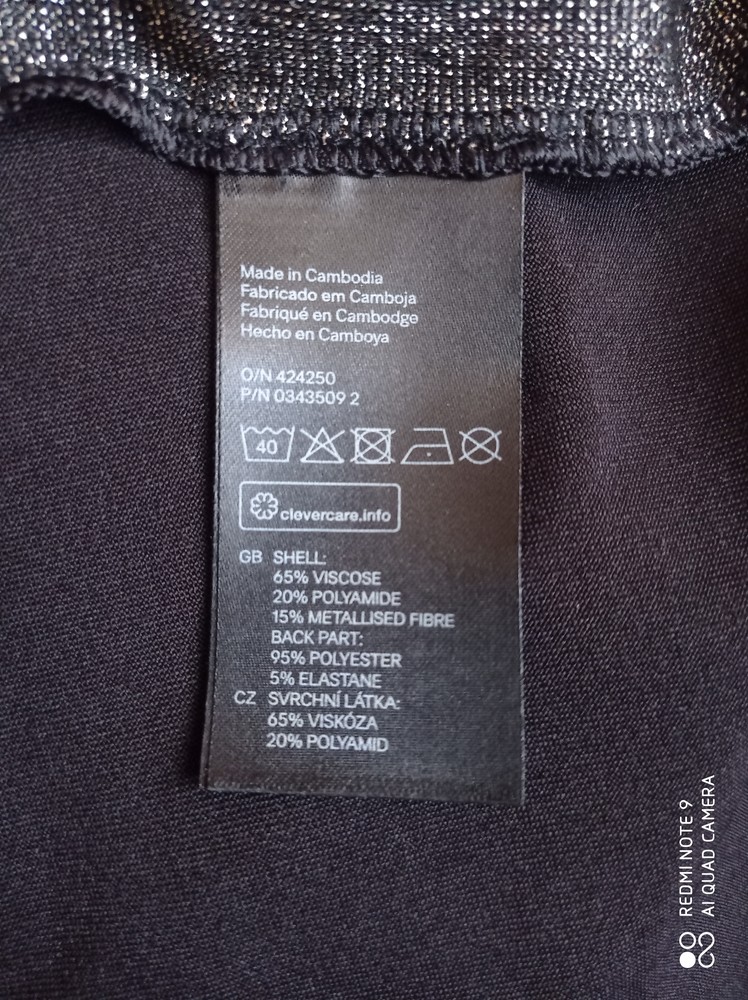 Made in Cambodia
Fabricado em Camboja
Fabriqué en Cambodge
Hecho en Camboya
O/N 424250
P/N 0343509 2
40
clevercare.info
GB SHELL:
65% VISCOSE
20% POLYAMIDE
15% METALLISED FIBRE
BACK PART:
95% POLYESTER
5% ELASTANE
CZ SVRCHNÍ LÁTKA:
65% VISKÓZA
20% POLYAMID
REDMI NOTE 9
AI QUAD CAMERA